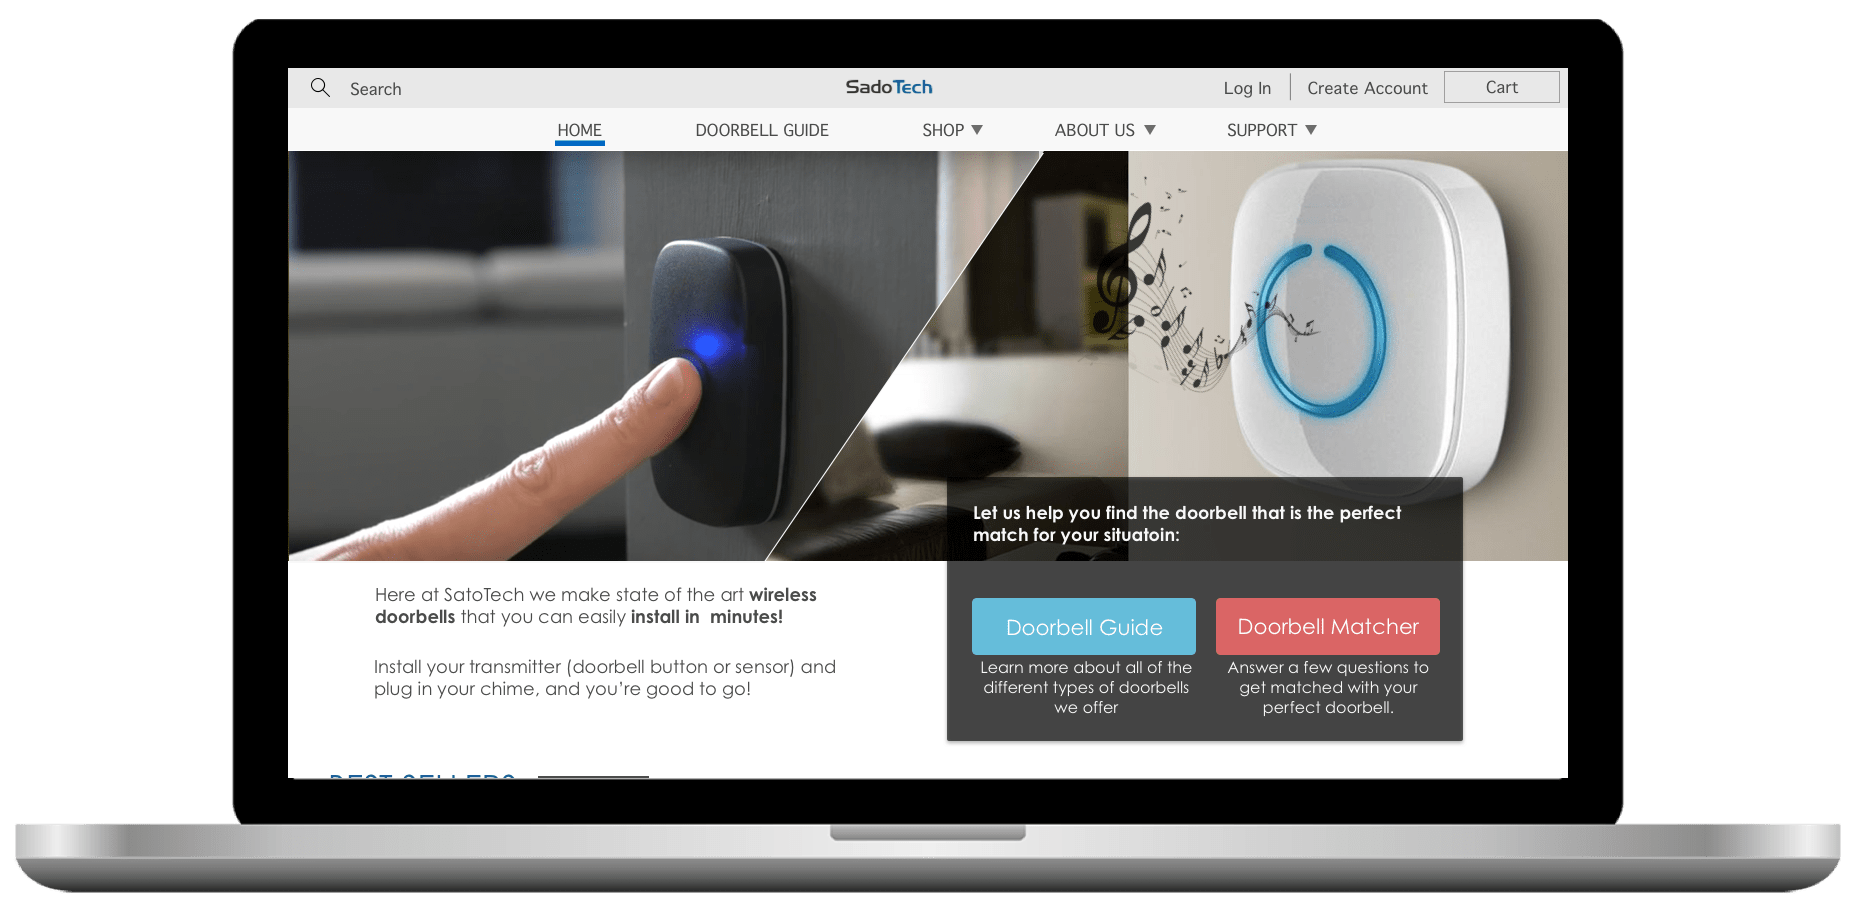 Search
SadoTech
Log In
Create Account
Cart
HOME
DOORBELL GUIDE
SHOP
ABOUT US
SUPPORT
Let us help you find the doorbell that is the perfect
match for your situatoin:
Here at SatoTech we make state of the art wireless
doorbells that you can easily install in  minutes!
Install your transmitter (doorbell button or sensor) and
plug in your chime, and you're good to go!
Doorbell Guide
Learn more about all of the
different types of doorbells
we offer
Doorbell Matcher
Answer a few questions to
get matched with your
perfect doorbell.
BEST SELLERS